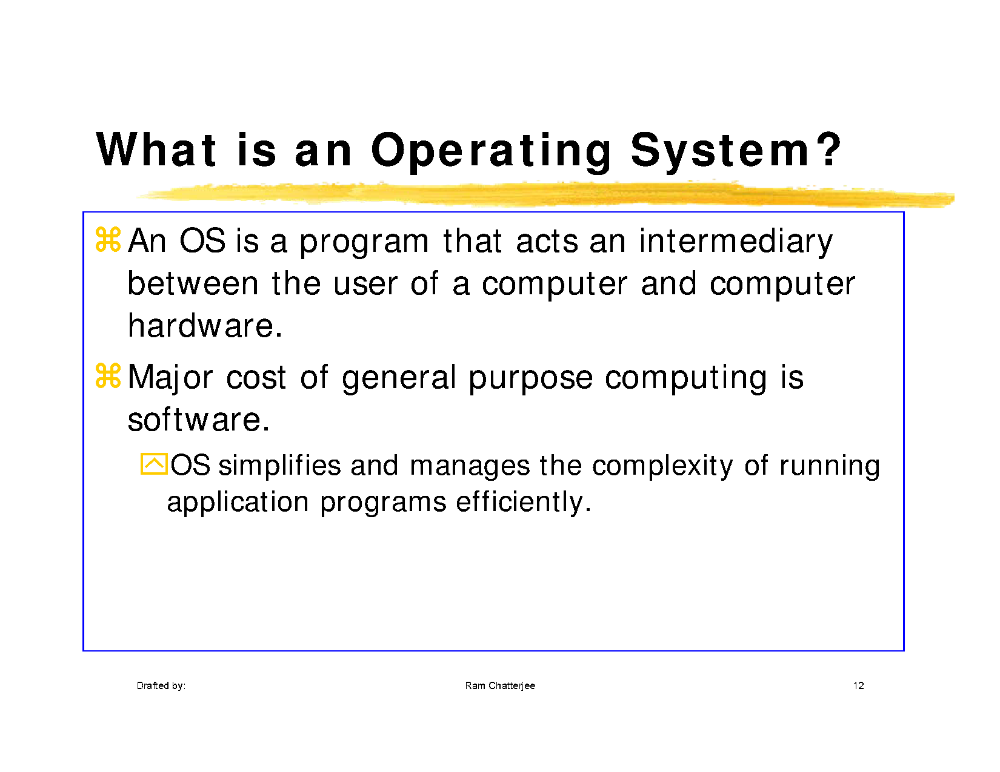 What is an Operating System?
⌘An OS is a program that acts an intermediary
between the user of a computer and computer
hardware.
⌘Major cost of general purpose computing is
software.
OS simplifies and manages the complexity of running
application programs efficiently.
Drafted by: Ram Chatterjee 12